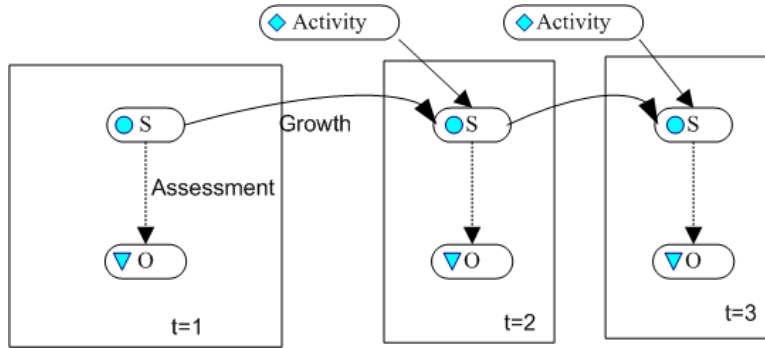 Activity
Activity
S
Growth
S
S
Assessment
O
O
O
t=1
t=2
t=3